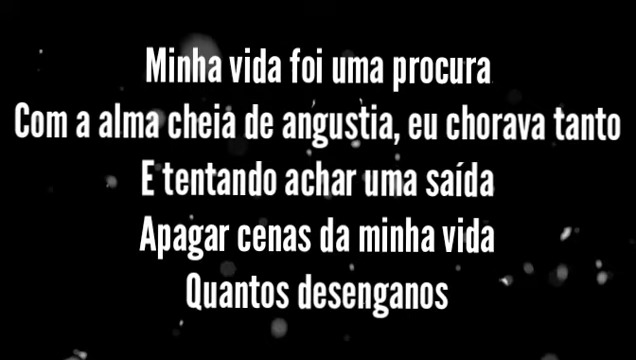 Minha vida foi uma procura
Com a alma cheia de angustia, eu chorava tanto
E tentando achar uma saída
Apagar cenas da minha vida
Quantos desenganos